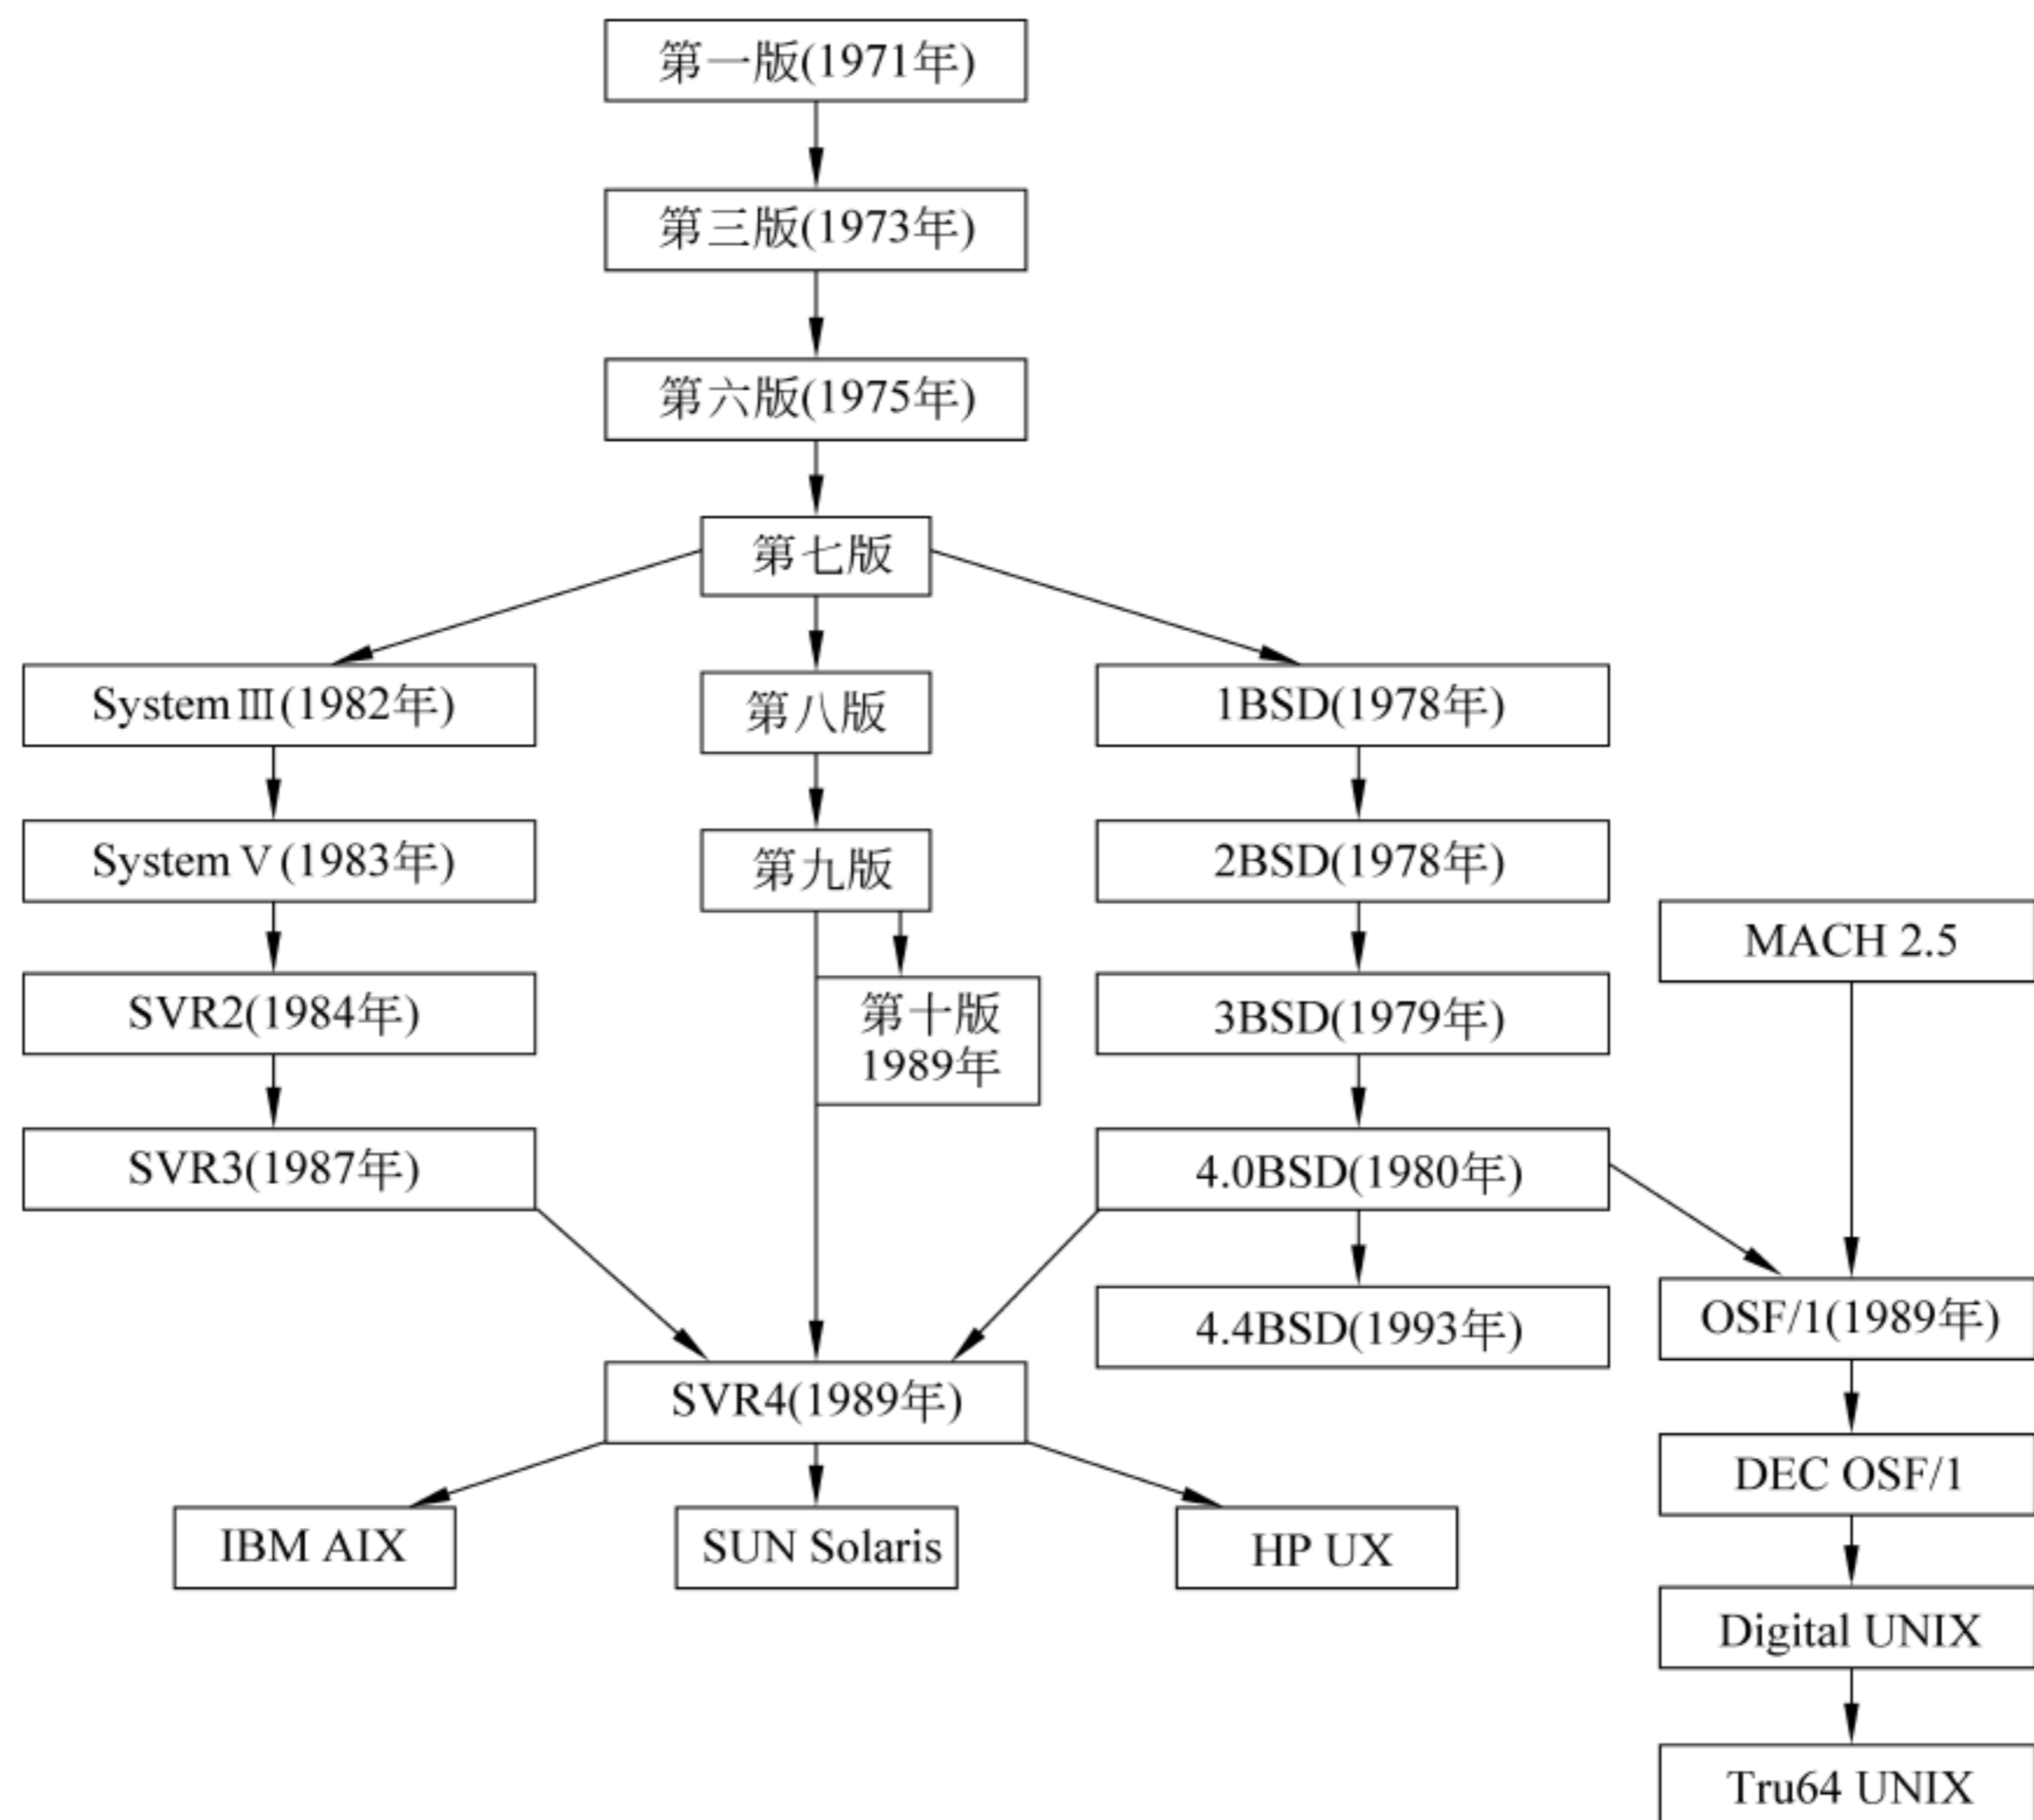 第一版(1971年)
第三版(1973年)
第六版(1975年)
第七版
SystemⅢ(1982年)
第八版
1BSD(1978年)
SystemⅤ(1983年)
第九版
2BSD(1978年)
MACH 2.5
SVR2(1984年)
第十版
1989年
3BSD(1979年)
SVR3(1987年)
4.0BSD(1980年)
4.4BSD(1993年)
OSF/1(1989年)
SVR4(1989年)
DEC OSF/1
IBM AIX
SUN Solaris
HP UX
Digital UNIX
Tru64 UNIX